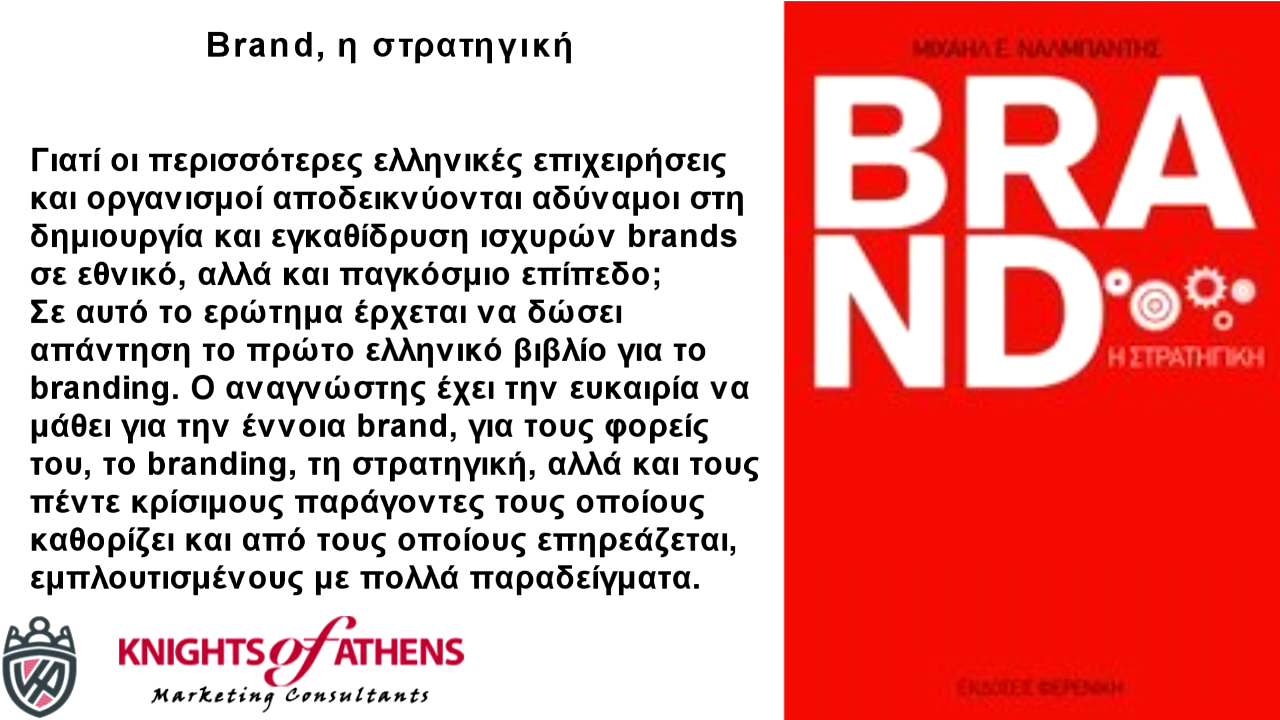 Brand, η στρατηγική
Γιατί οι περισσότερες ελληνικές επιχειρήσεις
και οργανισμοί αποδεικνύονται αδύναμοι στη
δημιουργία και εγκαθίδρυση ισχυρών brands
σε εθνικό, αλλά και παγκόσμιο επίπεδο;
Σε αυτό το ερώτημα έρχεται να δώσει
απάντηση το πρώτο ελληνικό βιβλίο για το
branding. Ο αναγνώστης έχει την ευκαιρία να
μάθει για την έννοια brand, για τους φορείς
του, το branding, τη στρατηγική, αλλά και τους
πέντε κρίσιμους παράγοντες τους οποίους
καθορίζει και από τους οποίους επηρεάζεται,
εμπλουτισμένους με πολλά παραδείγματα.
KNIGHTS of ATHENS
Marketing Consultants
ΜΙΧΑΗΛ Ε. ΝΑΛΜΠΑΝΤΗΣ
BRA
ND
Η ΣΤΡΑΤΗΓΙΚΗ
ΕΚΔΟΣΕΙΣ ΦΕΡΕΝΙΚΗ